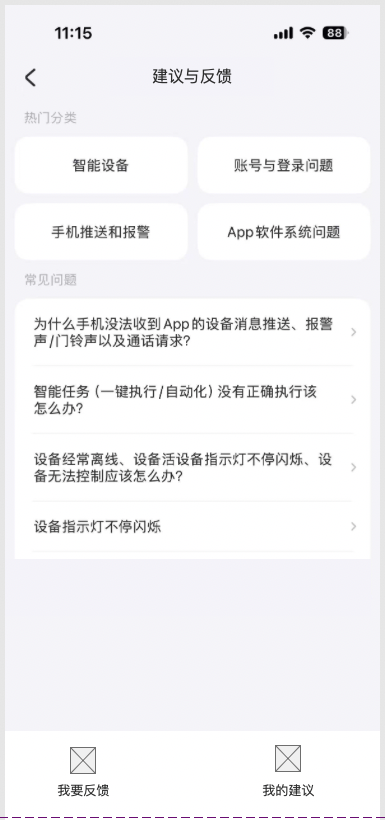 11:15
88
建议与反馈
热门分类
智能设备
账号与登录问题
手机推送和报警
App软件系统问题
常见问题
为什么手机没法收到App的设备消息推送、报警
声/门铃声以及通话请求?
智能任务（一键执行/自动化）没有正确执行该
怎么办?
设备经常离线、设备活设备指示灯不停闪烁、设
备无法控制应该怎么办?
设备指示灯不停闪烁
我要反馈
我的建议